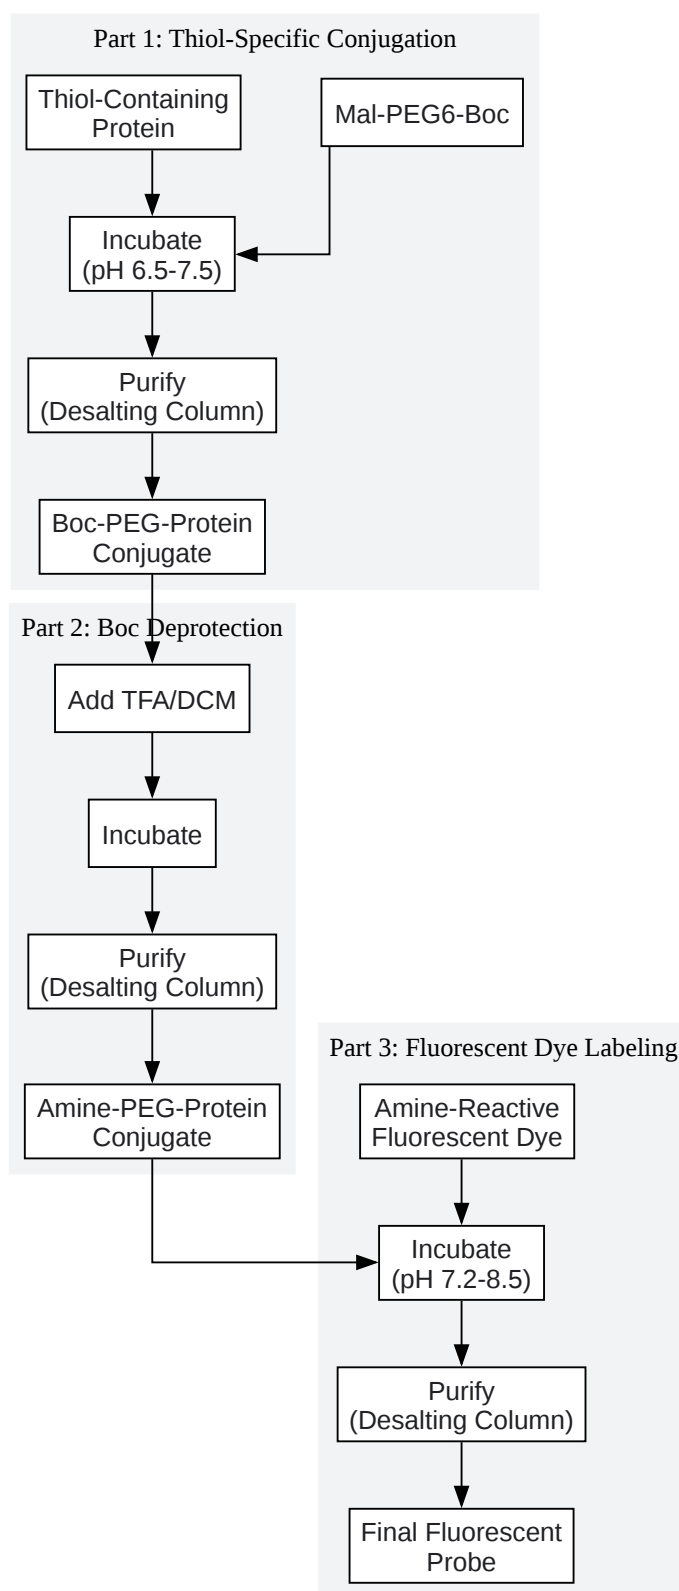 Part 1: Thiol-Specific Conjugation
Thiol-Containing
Protein
Mal-PEG6-Boc
Incubate
(pH 6.5-7.5)
Purify
(Desalting Column)
Boc-PEG-Protein
Conjugate
Part 2: Boc Deprotection
Add TFA/DCM
Incubate
Purify
(Desalting Column)
Amine-PEG-Protein
Conjugate
Part 3: Fluorescent Dye Labeling
Amine-Reactive
Fluorescent Dye
Incubate
(pH 7.2-8.5)
Purify
(Desalting Column)
Final Fluorescent
Probe